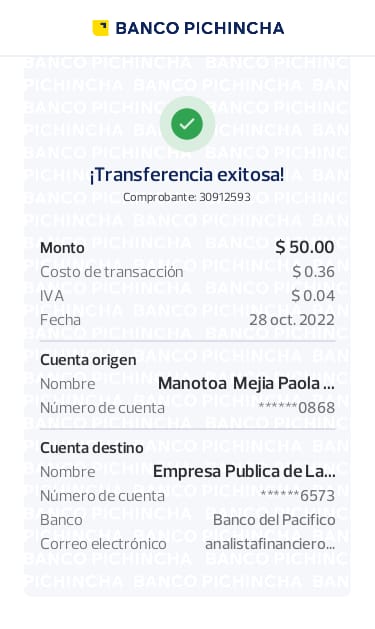 BANCO PICHINCHA
¡Transferencia exitosa!
Comprobante: 30912593
Monto $ 50.00
Costo de transacción $ 0.36
IVA $ 0.04
Fecha 28 oct. 2022
Cuenta origen
Nombre Manotoa Mejia Paola ...
Número de cuenta ******0868
Cuenta destino
Nombre Empresa Publica de La...
Número de cuenta ******6573
Banco Banco del Pacifico
Correo electrónico analistafinanciero...